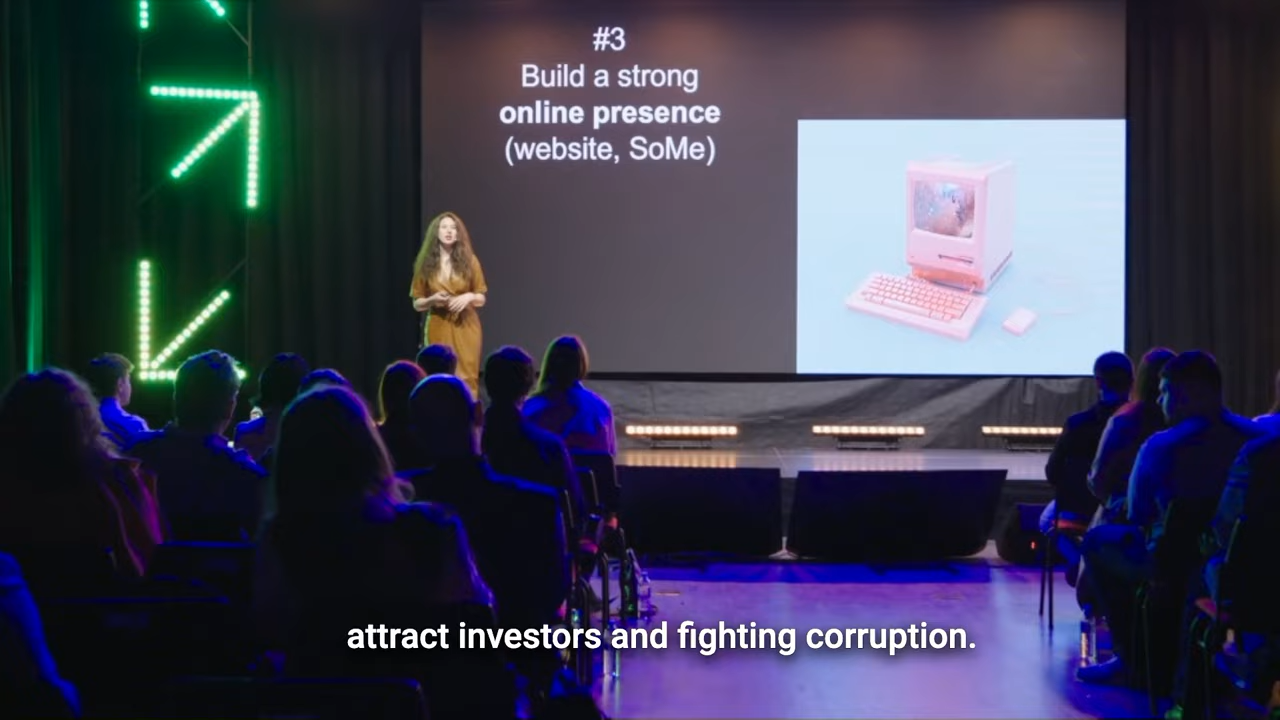 #3
Build a strong
online presence
(website, SoMe)
attract investors and fighting corruption.